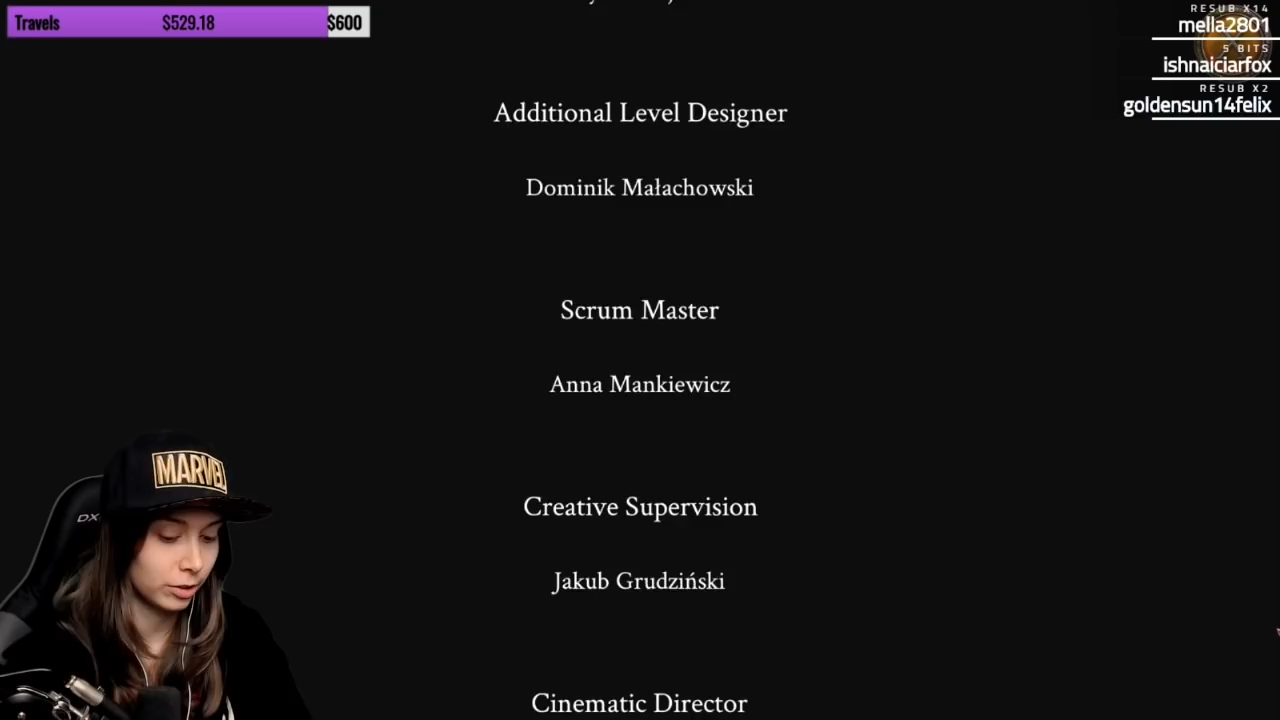 Travels $529.18 $600
RESUB X14
mella2801
5 BITS
ishnaiciarfox
RESUB X2
goldensun14felix
Additional Level Designer
Dominik Małachowski
Scrum Master
Anna Mankiewicz
Creative Supervision
Jakub Grudziński
Cinematic Director
MARVEL
DX